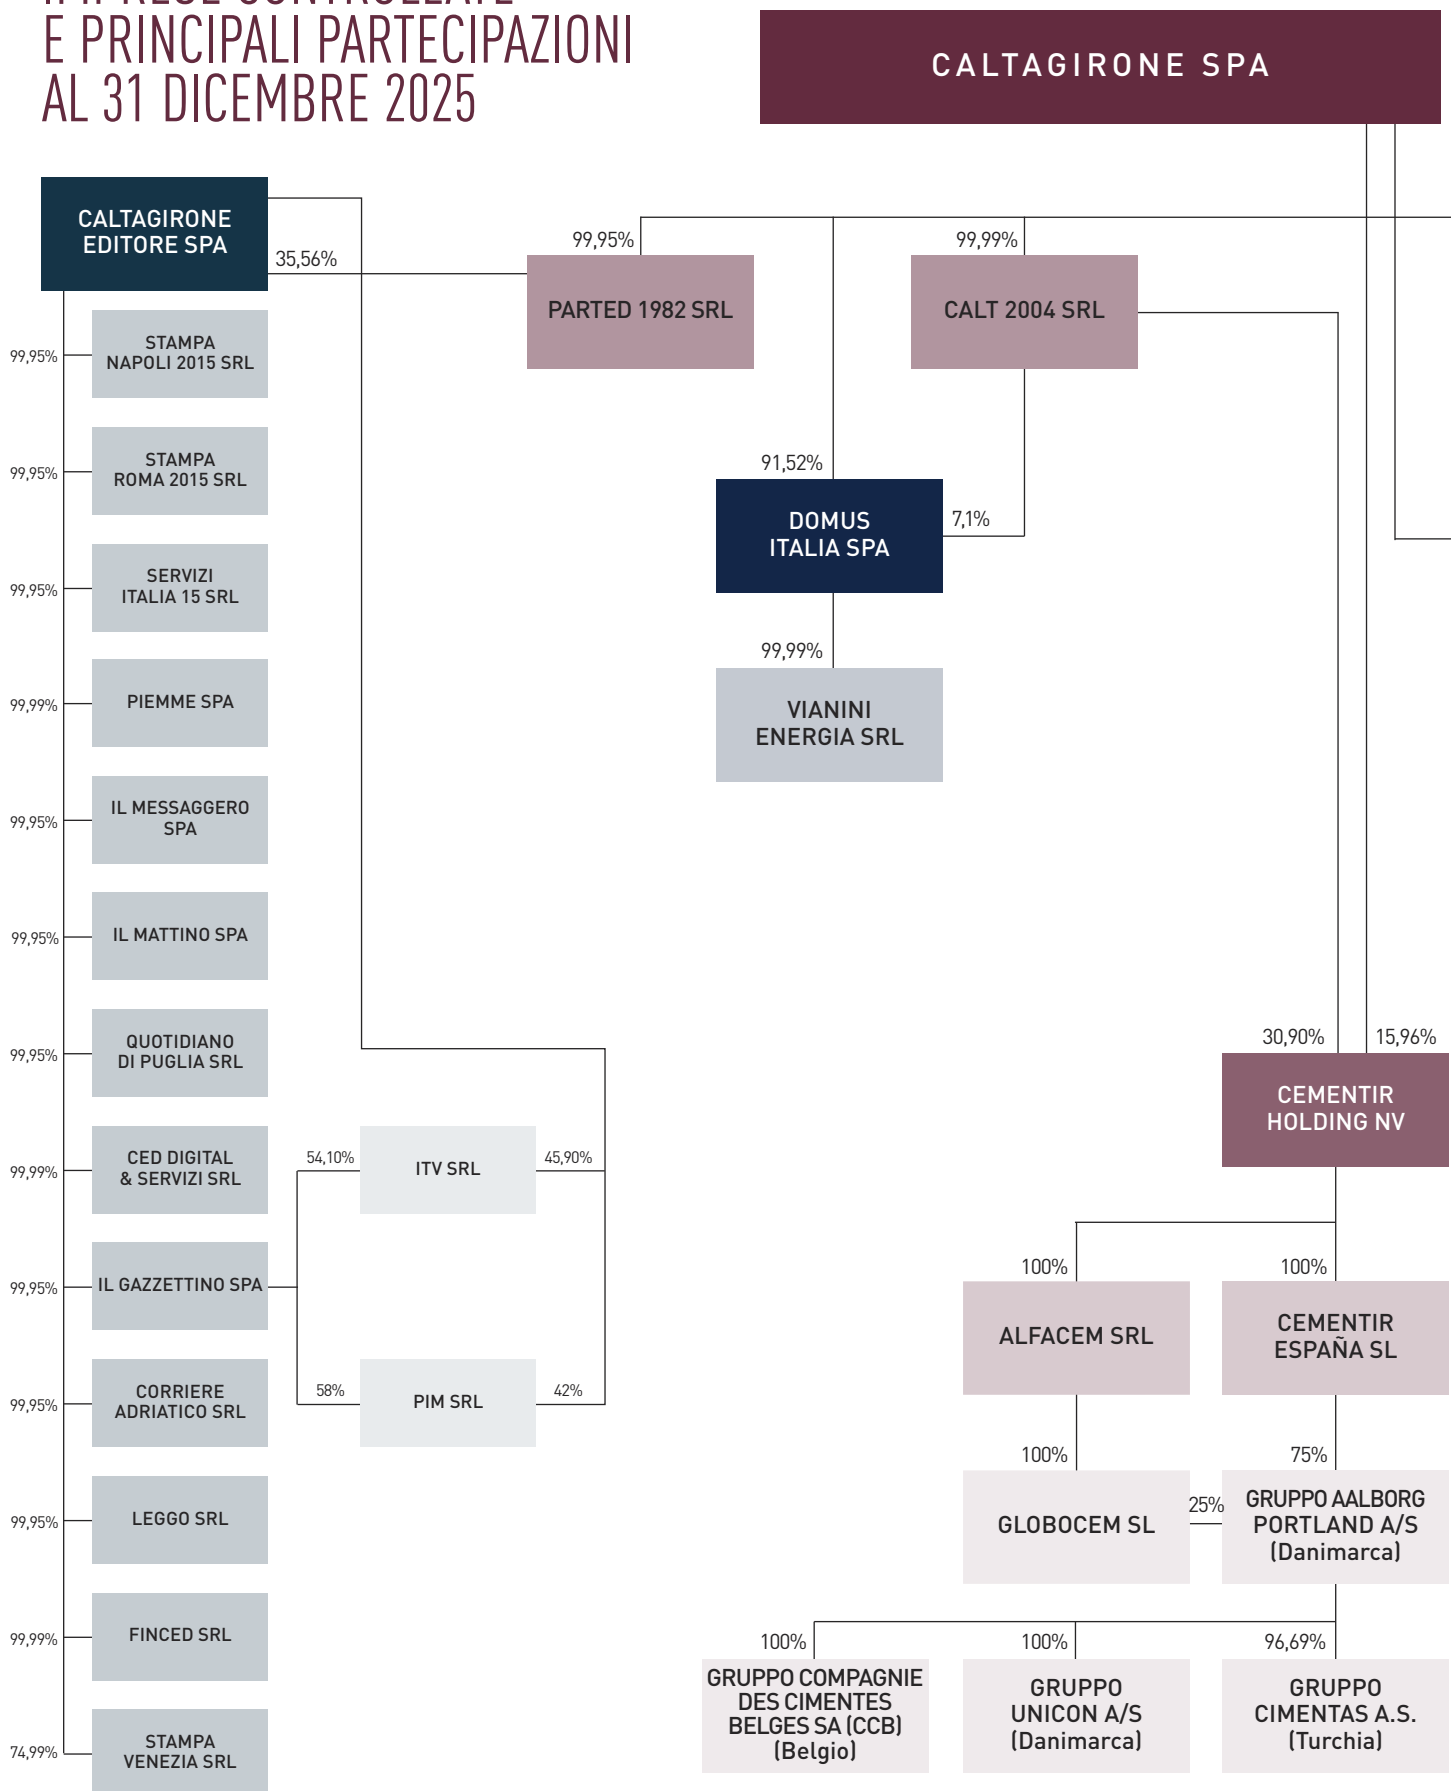 E PRINCIPALI PARTECIPAZIONI
AL 31 DICEMBRE 2025
CALTAGIRONE SPA
CALTAGIRONE
EDITORE SPA
35,56%
99,95%
PARTED 1982 SRL
99,99%
CALT 2004 SRL
91,52%
DOMUS
ITALIA SPA
7,1%
99,99%
VIANINI
ENERGIA SRL
99,95%
STAMPA
NAPOLI 2015 SRL
99,95%
STAMPA
ROMA 2015 SRL
99,95%
SERVIZI
ITALIA 15 SRL
99,99%
PIEMME SPA
99,95%
IL MESSAGGERO
SPA
99,95%
IL MATTINO SPA
99,95%
QUOTIDIANO
DI PUGLIA SRL
99,99%
CED DIGITAL
& SERVIZI SRL
99,95%
IL GAZZETTINO SPA
54,10%
ITV SRL
45,90%
58%
PIM SRL
42%
99,95%
CORRIERE
ADRIATICO SRL
99,95%
LEGGO SRL
99,99%
FINCED SRL
74,99%
STAMPA
VENEZIA SRL
30,90%
15,96%
CEMENTIR
HOLDING NV
100%
ALFACEM SRL
100%
CEMENTIR
ESPAÑA SL
100%
GLOBOCEM SL
25%
75%
GRUPPO AALBORG
PORTLAND A/S
(Danimarca)
100%
GRUPPO COMPAGNIE
DES CIMENTES
BELGES SA (CCB)
(Belgio)
100%
GRUPPO
UNICON A/S
(Danimarca)
96,69%
GRUPPO
CIMENTAS A.S.
(Turchia)